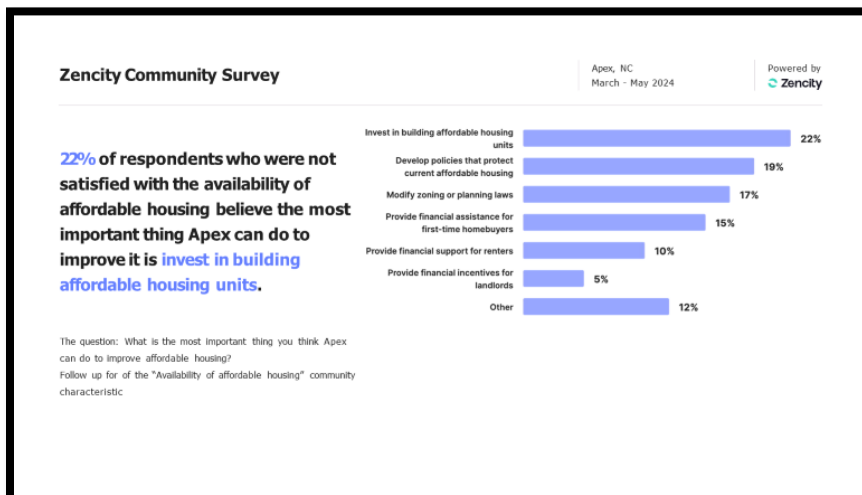 Zencity Community Survey
Apex, NC
March - May 2024
Powered by
Zencity
22% of respondents who were not
satisfied with the availability of
affordable housing believe the most
important thing Apex can do to
improve it is invest in building
affordable housing units.
The question: What is the most important thing you think Apex
can do to improve affordable housing?
Follow up for of the "Availability of affordable housing" community
characteristic
Invest in building affordable housing
units
22%
Develop policies that protect
current affordable housing
19%
Modify zoning or planning laws
17%
Provide financial assistance for
first-time homebuyers
15%
Provide financial support for renters
10%
Provide financial incentives for
landlords
5%
Other
12%